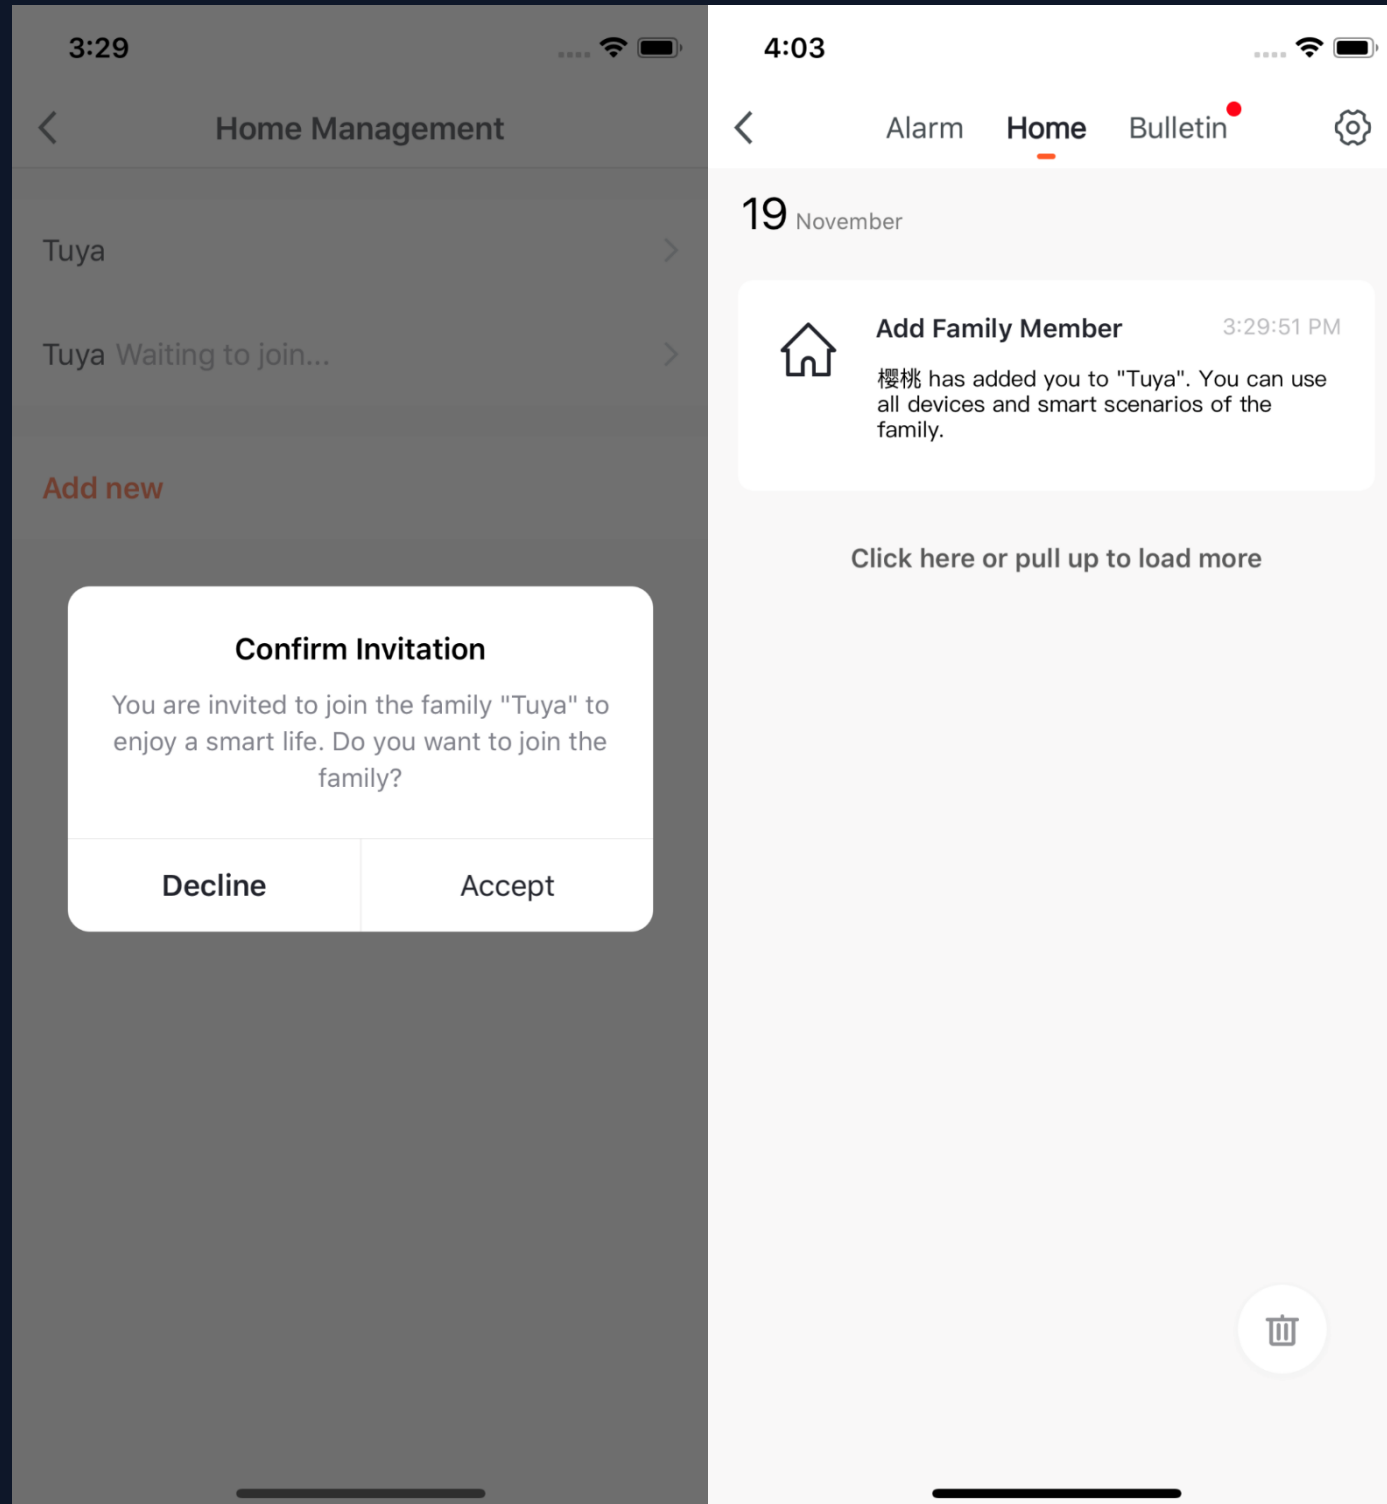 3:29
Home Management
Tuya
Tuya Waiting to join...
Add new
Confirm Invitation
You are invited to join the family "Tuya" to
enjoy a smart life. Do you want to join the
family?
Decline
Accept
4:03
Alarm
Home
Bulletin
19 November
Add Family Member
3:29:51 PM
樱桃 has added you to "Tuya". You can use
all devices and smart scenarios of the
family.
Click here or pull up to load more